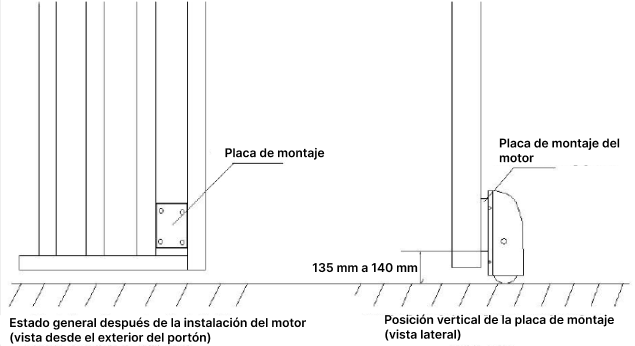 Placa de montaje
Placa de montaje del
motor
135 mm a 140 mm
Estado general después de la instalación del motor
(vista desde el exterior del portón)
Posición vertical de la placa de montaje
(vista lateral)